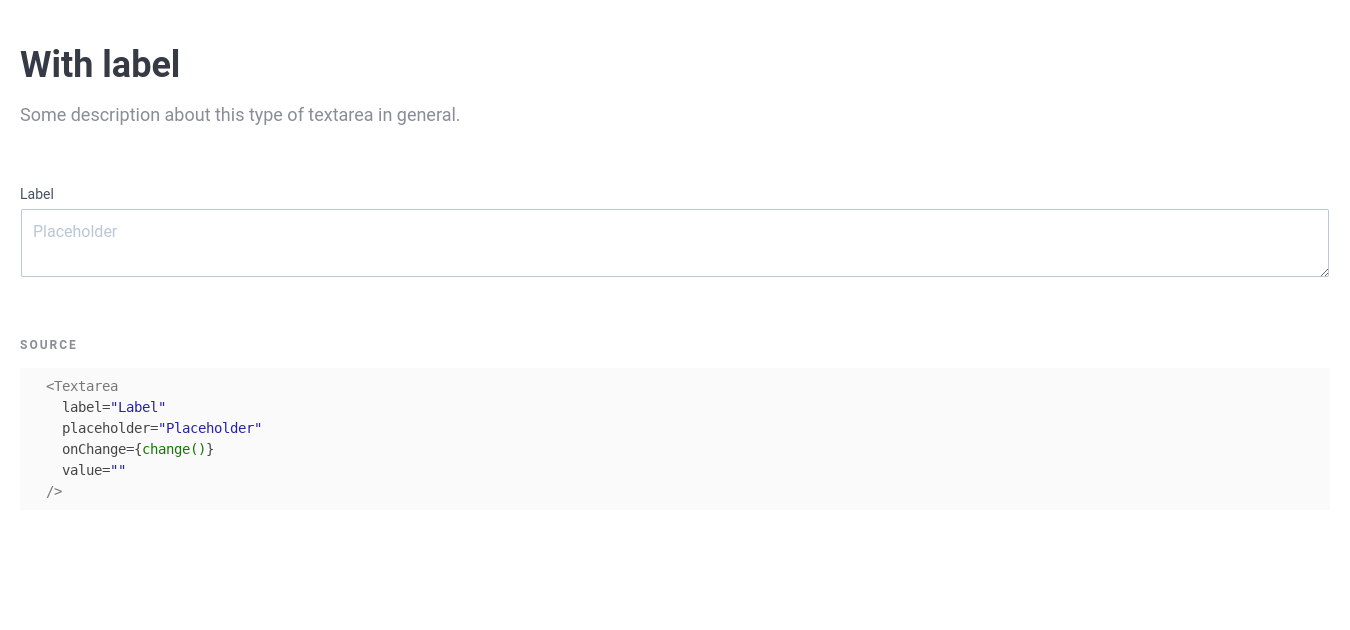 With label
Some description about this type of textarea in general.
Label
Placeholder
SOURCE
<Textarea
label="Label"
placeholder="Placeholder"
onChange={change()}
value=""
/>